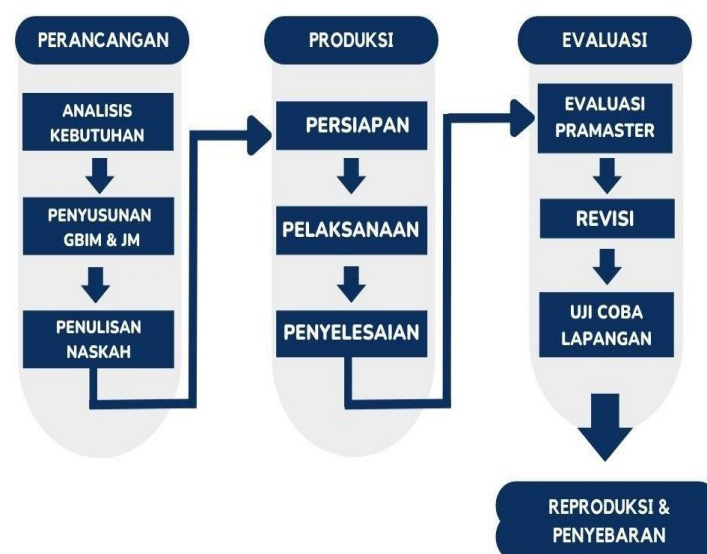 PERANCANGAN
ANALISIS
KEBUTUHAN
PENYUSUNAN
GBIM & JM
PENULISAN
NASKAH
PRODUKSI
PERSIAPAN
PELAKSANAAN
PENYELESAIAN
EVALUASI
EVALUASI
PRAMASTER
REVISI
UJI COBA
LAPANGAN
REPRODUKSI &
PENYEBARAN